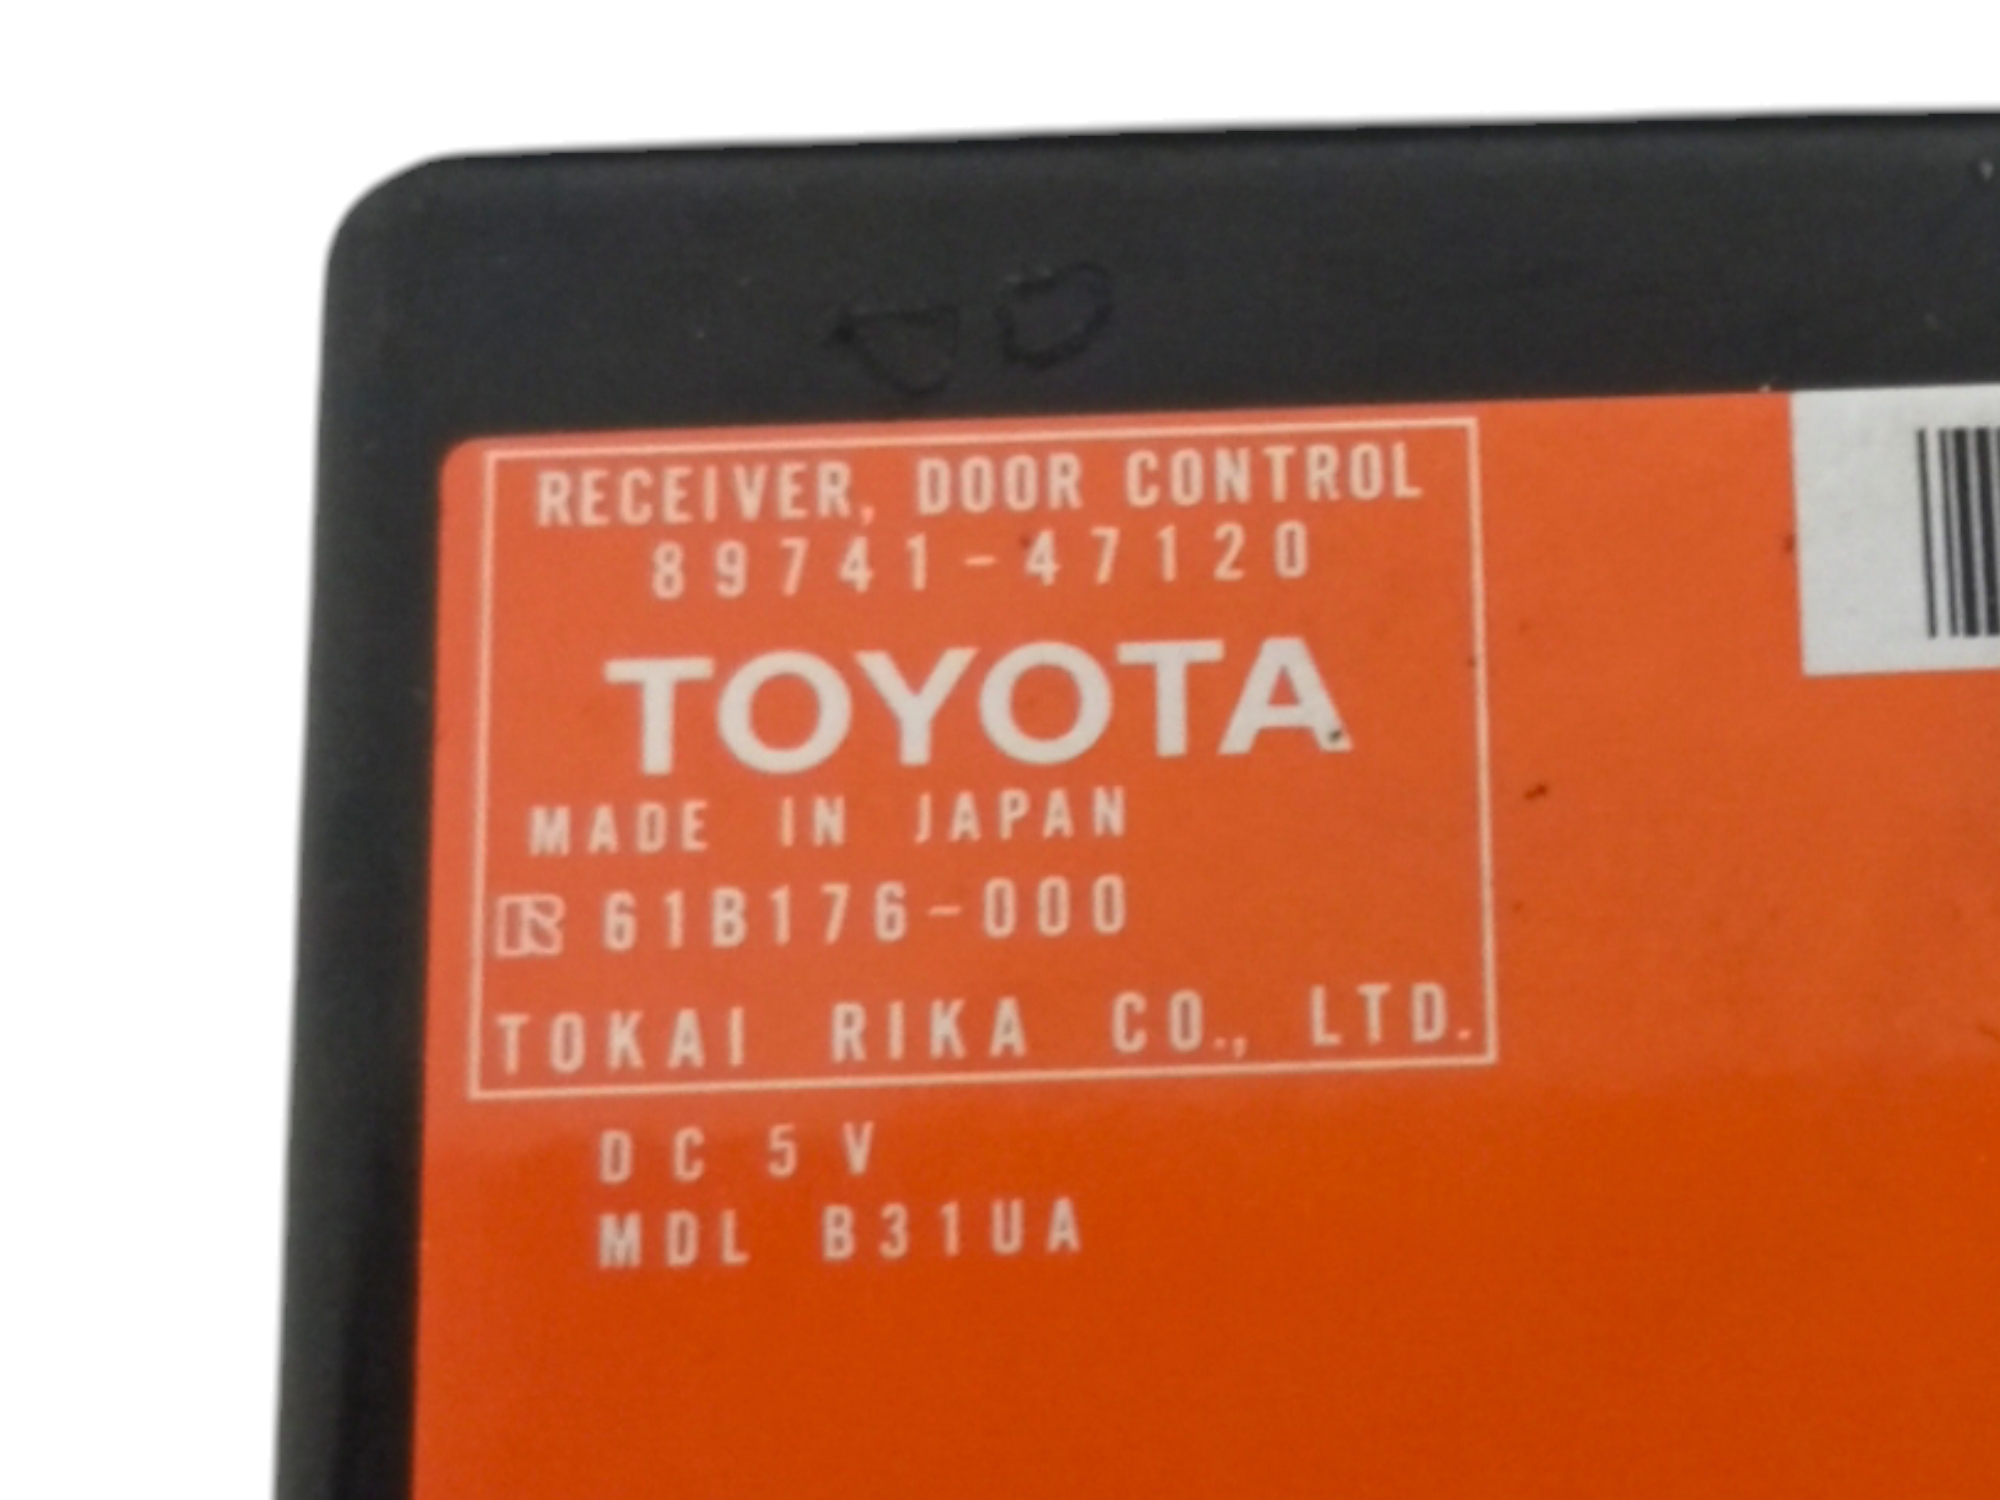 RECEIVER, DOOR CONTROL
89741-47120
TOYOTA
MADE IN JAPAN
61B176-000
TOKAI RIKA CO., LTD.
DC 5V
MDL B31UA